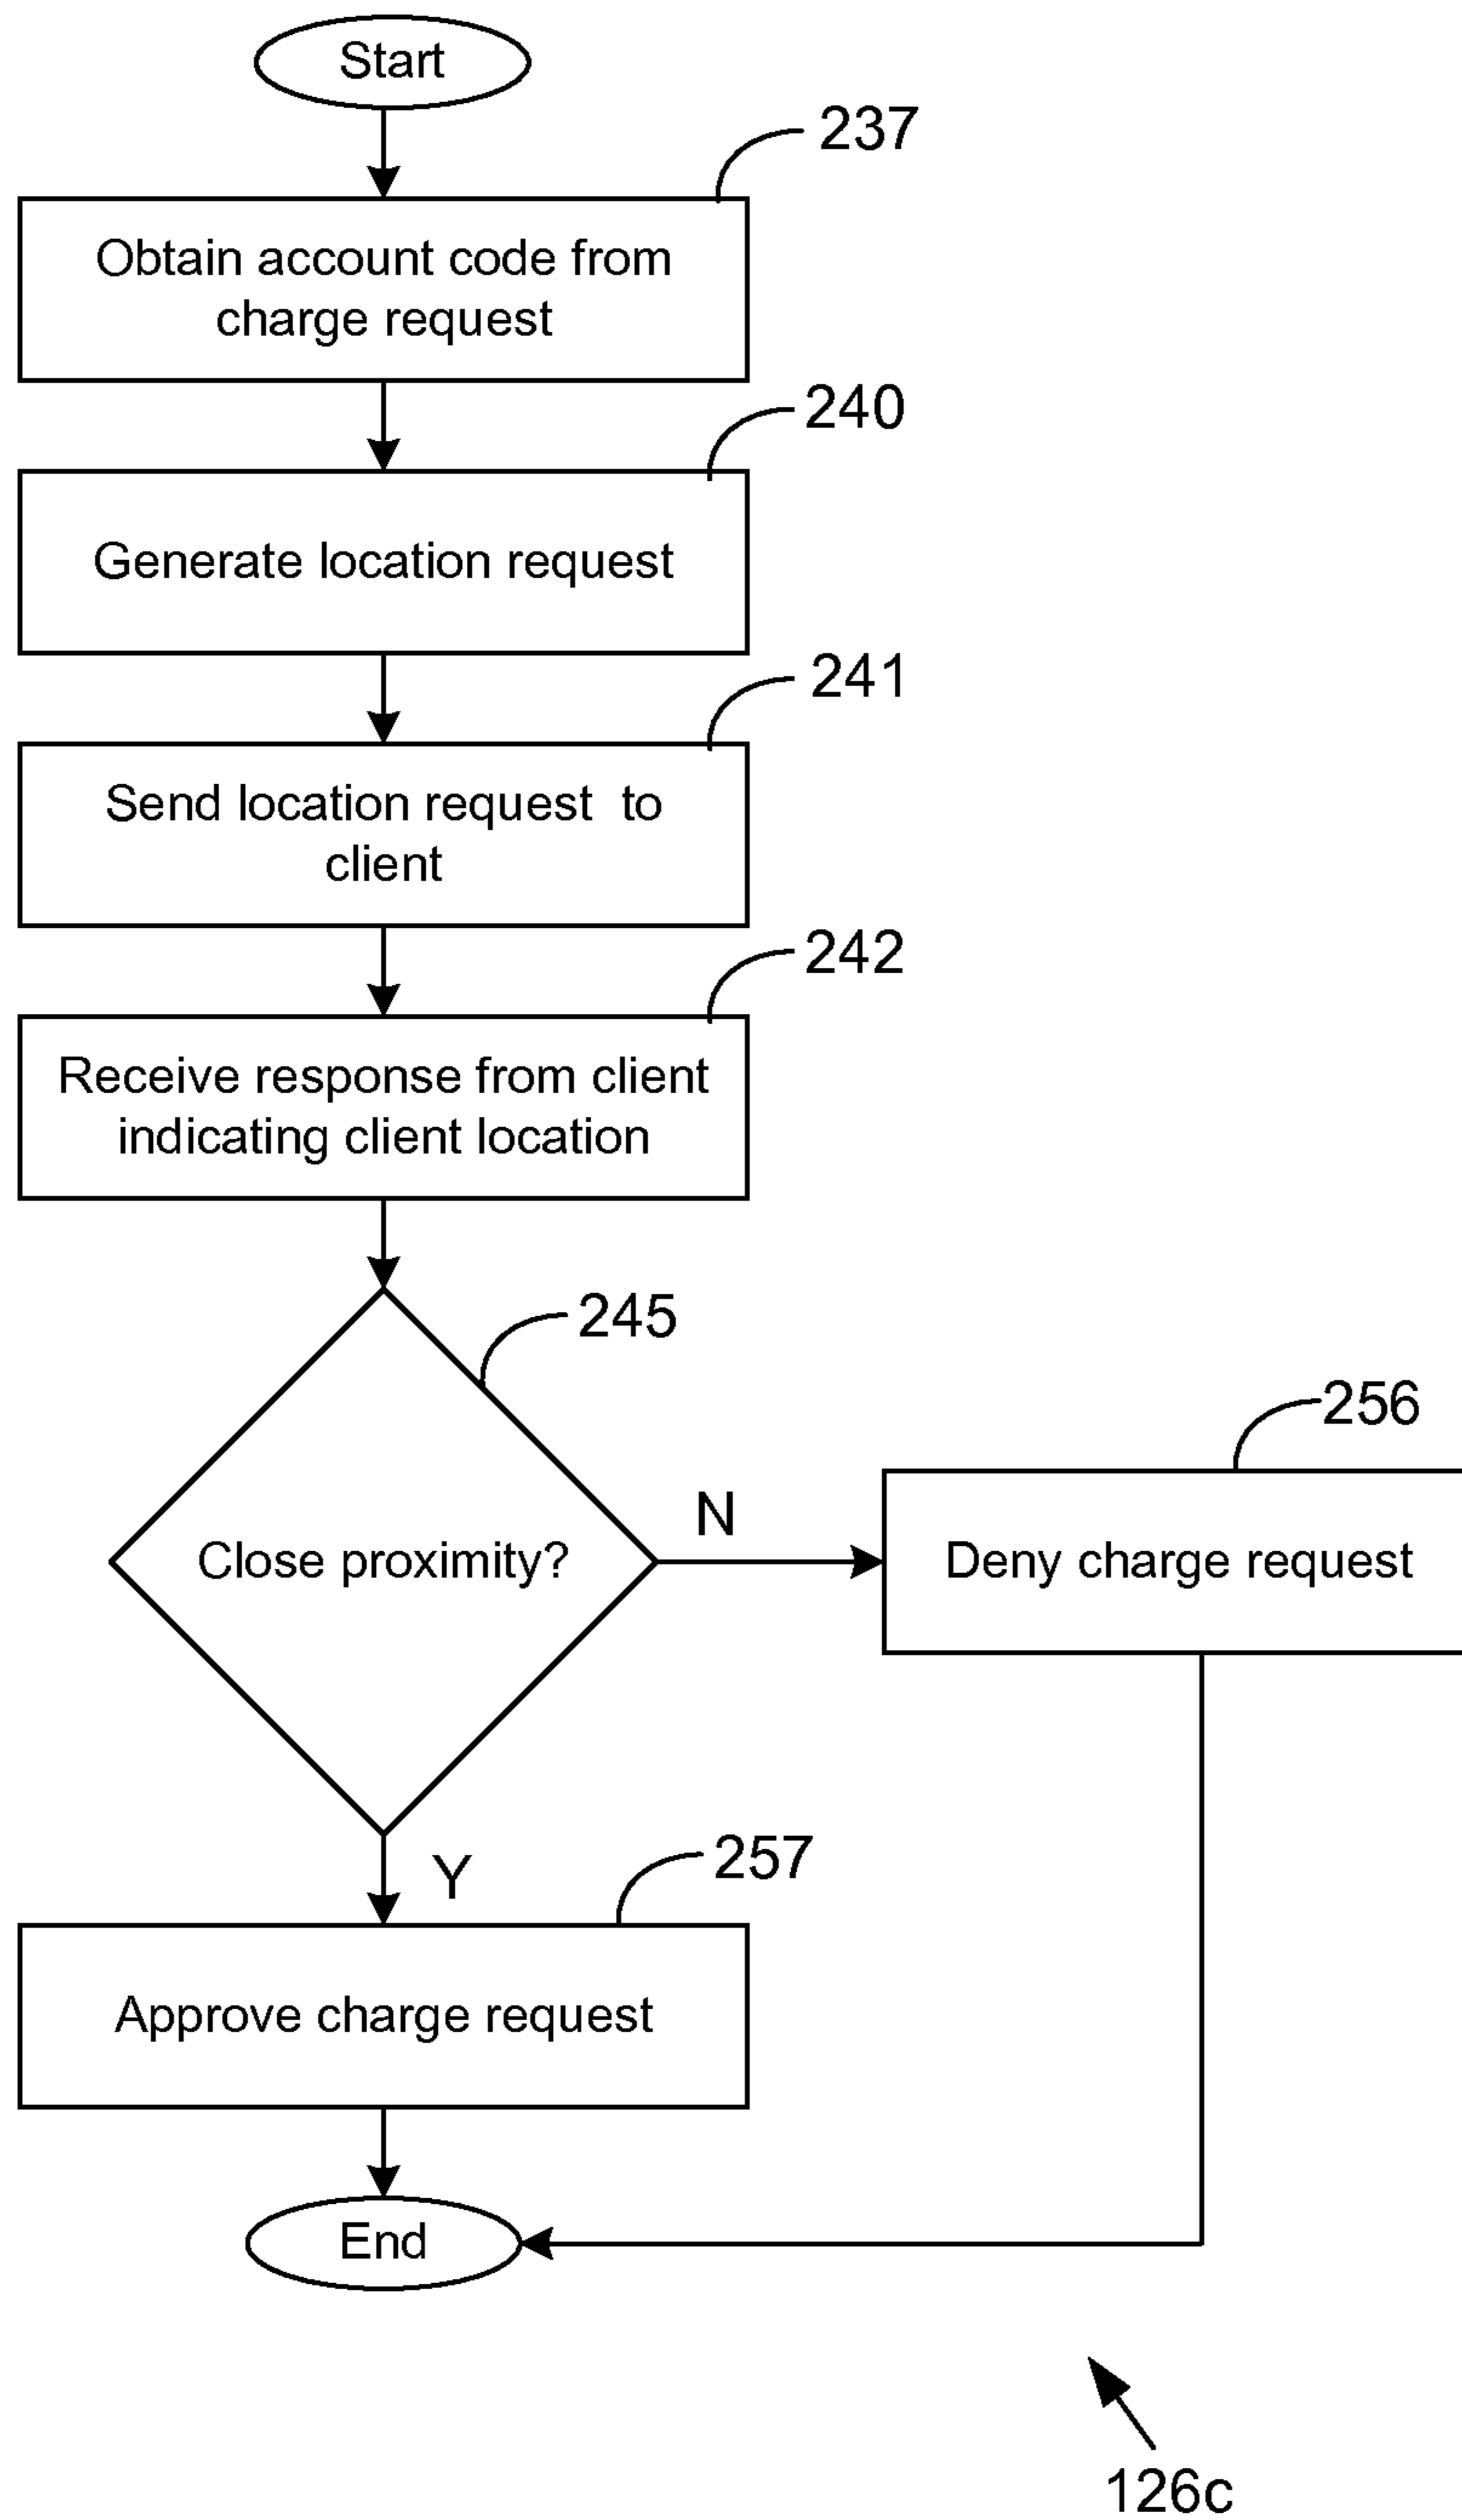 Start
237
Obtain account code from
charge request
240
Generate location request
241
Send location request to
client
242
Receive response from client
indicating client location
245
Close proximity?
N
256
Deny charge request
Y
257
Approve charge request
End
126c